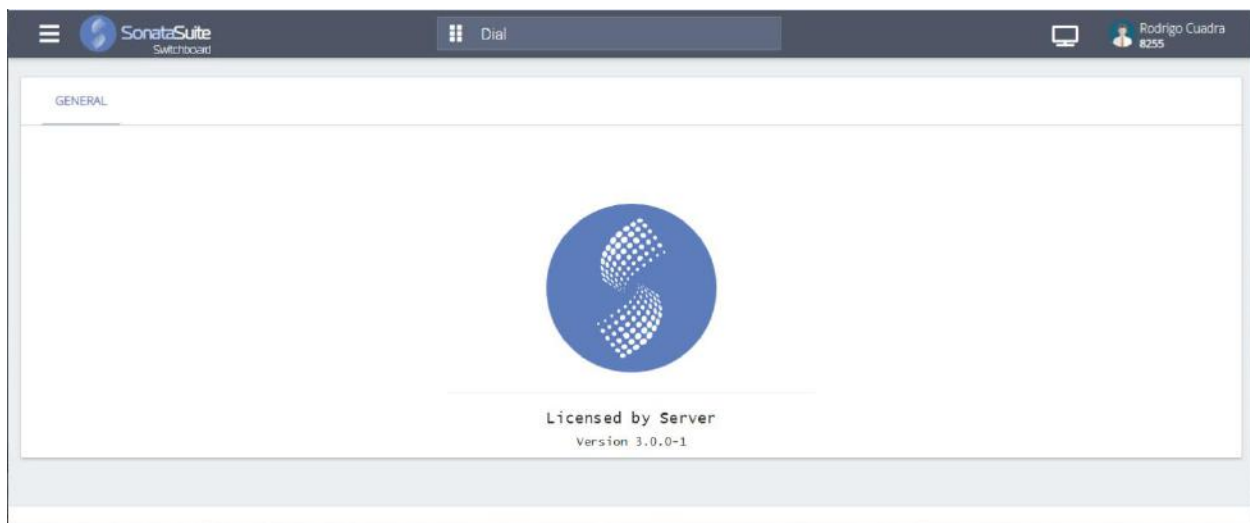 SonataSuite
Switchboard
Dial
Rodrigo Cuadra
8255
GENERAL
Licensed by Server
Version 3.0.0-1